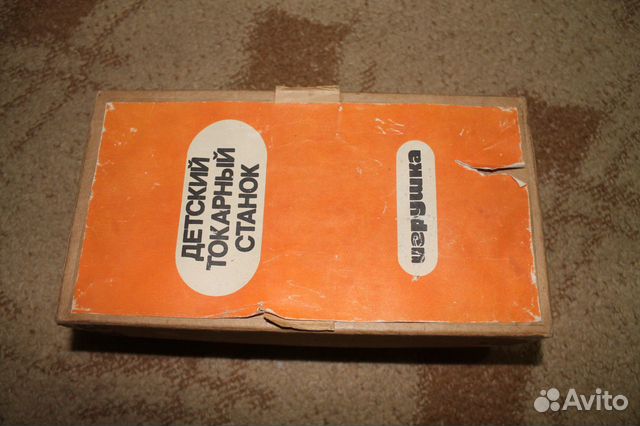 ДЕТСКИЙ
ТОКАРНЫЙ
СТАНОК
игрушка
Avito